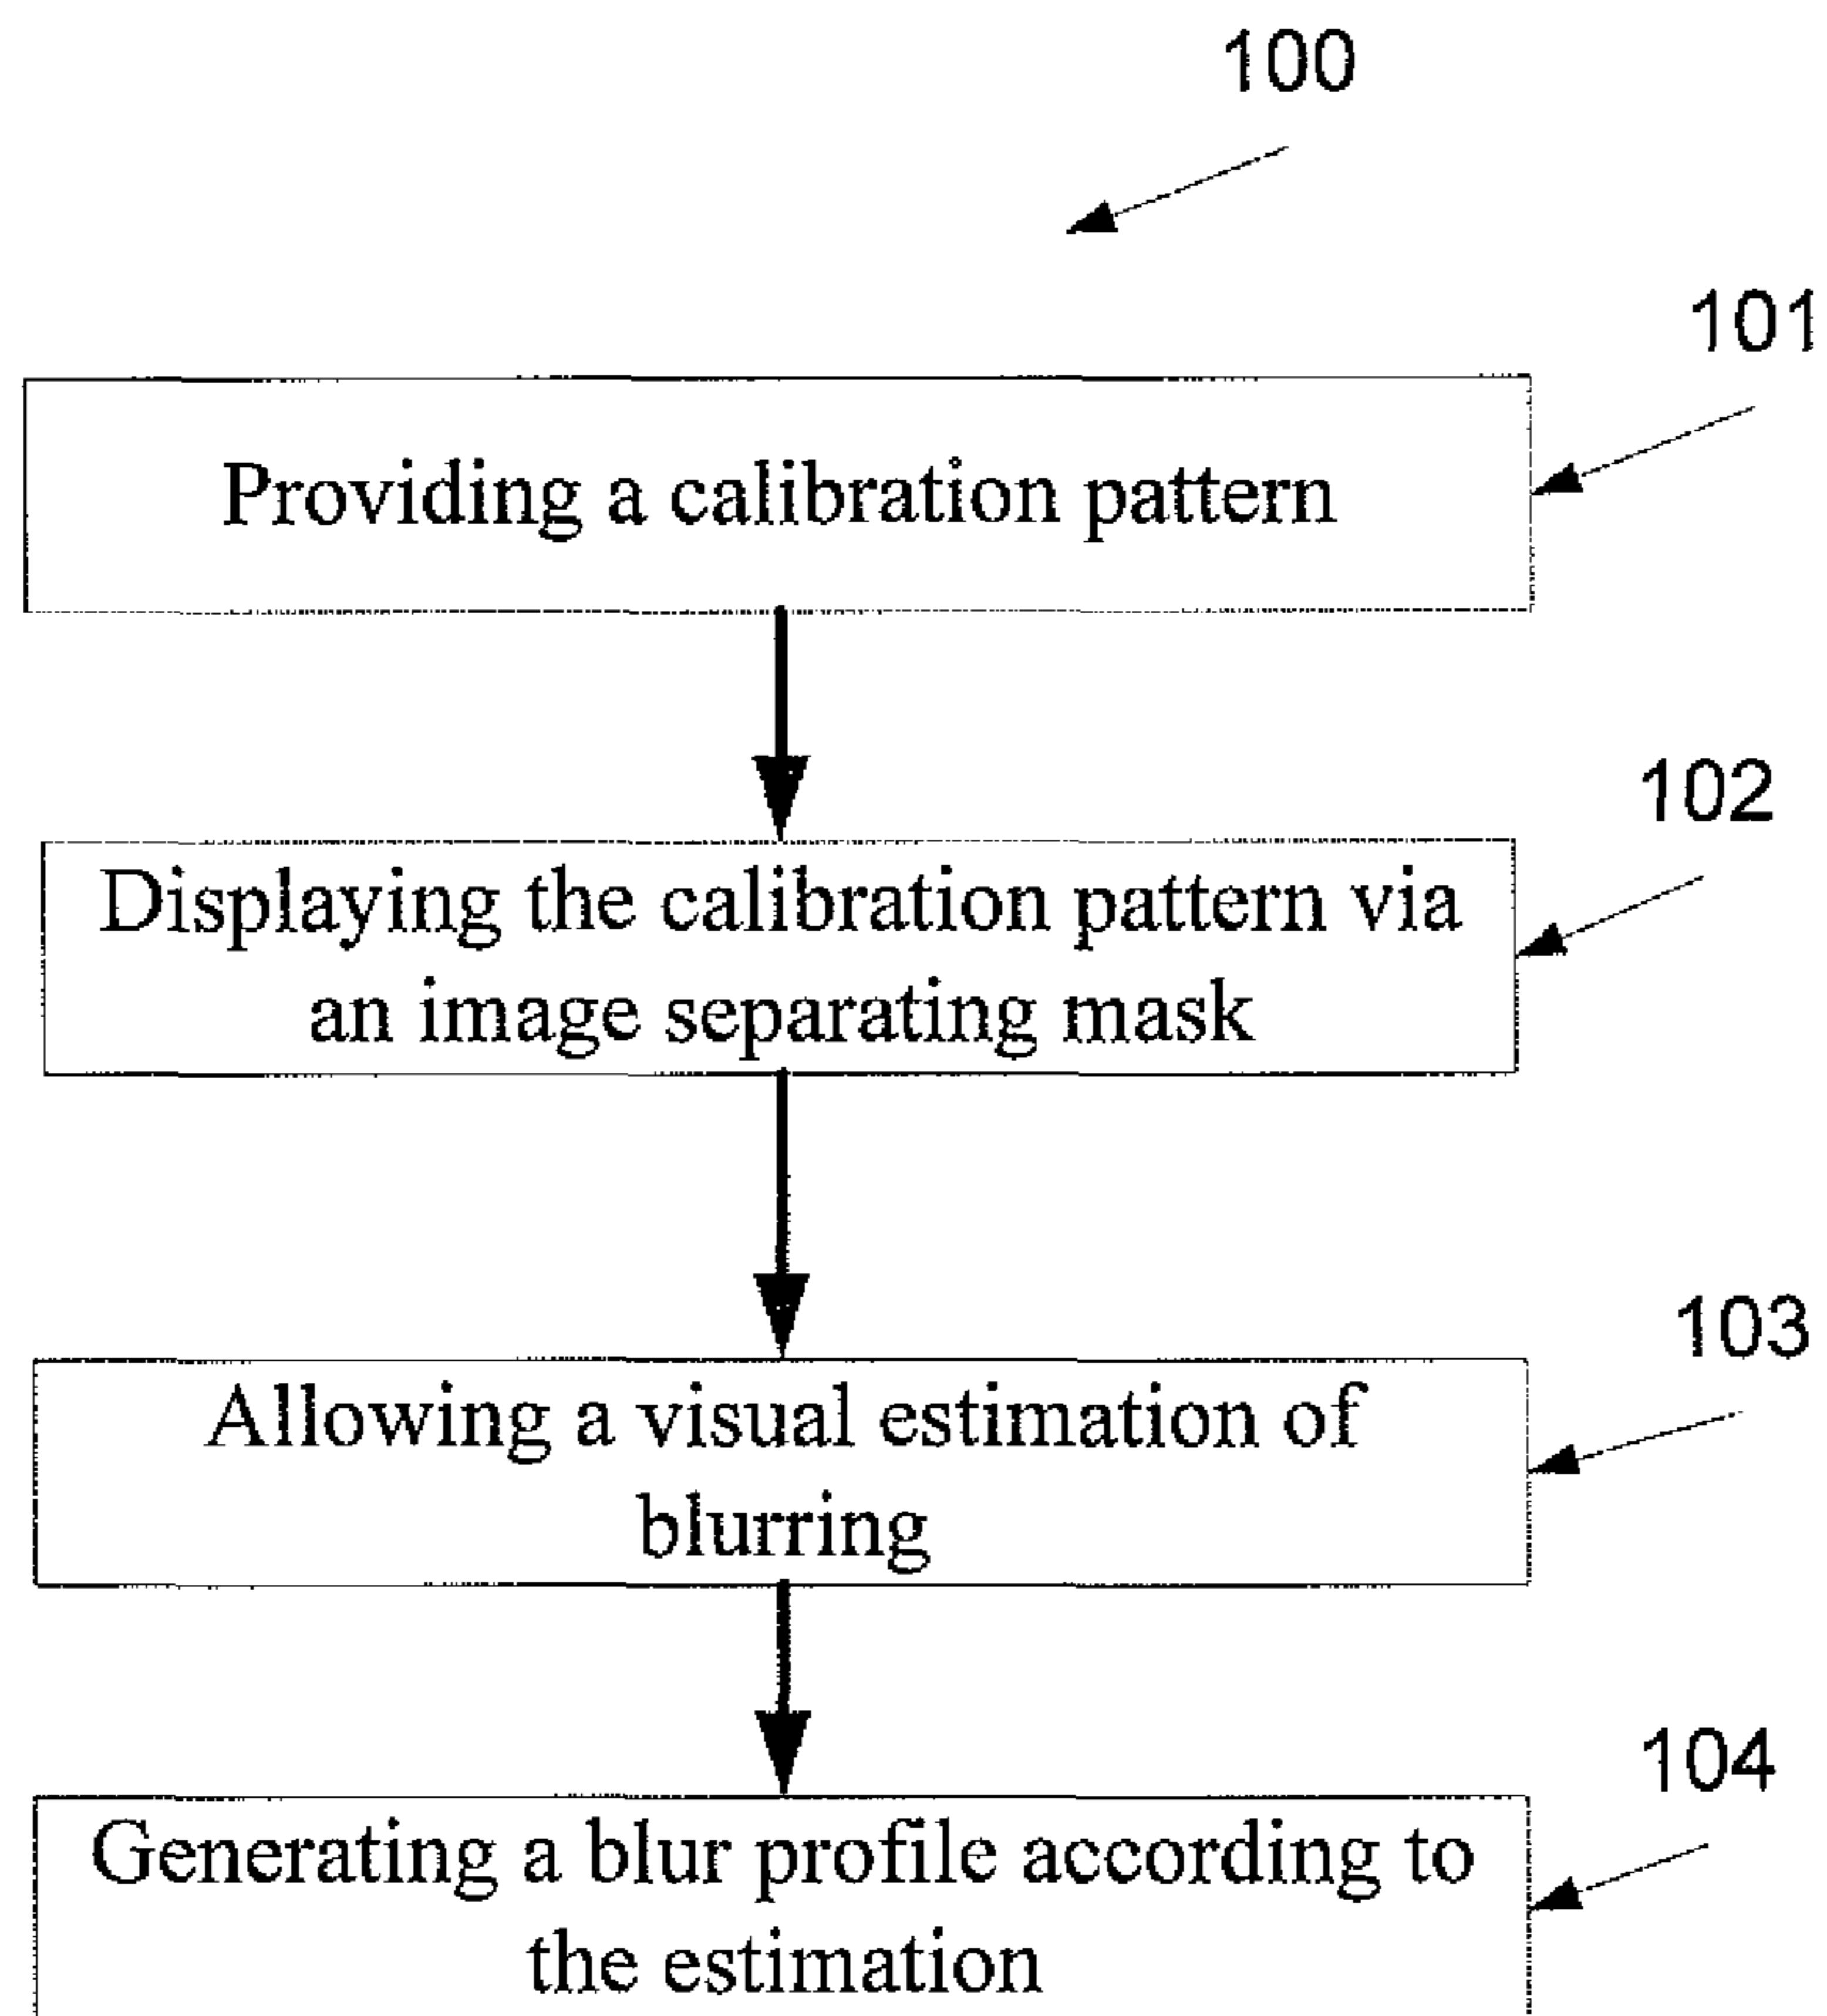 100
101
Providing a calibration pattern
102
Displaying the calibration pattern via
an image separating mask
103
Allowing a visual estimation of
blurring
104
Generating a blur profile according to
the estimation